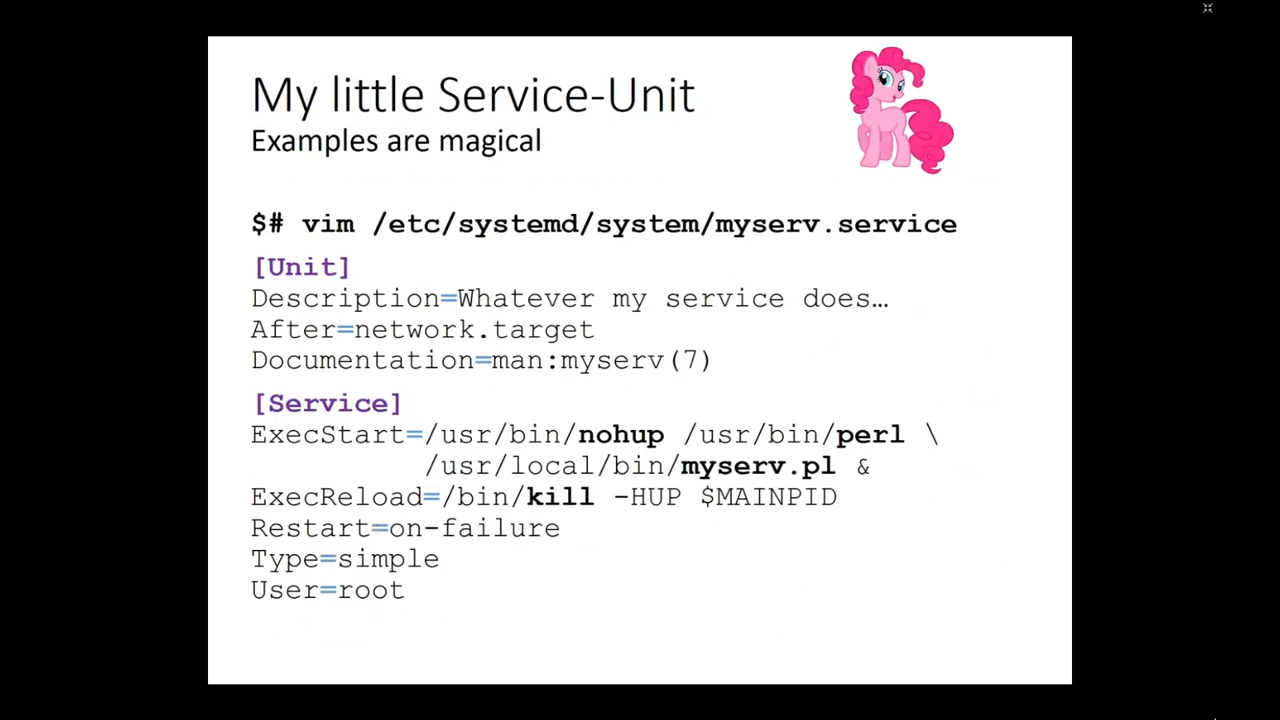 My little Service-Unit
Examples are magical
$# vim /etc/systemd/system/myserv.service
[Unit]
Description=Whatever my service does…
After=network.target
Documentation=man:myserv(7)
[Service]
ExecStart=/usr/bin/nohup /usr/bin/perl \
/usr/local/bin/myserv.pl &
ExecReload=/bin/kill -HUP $MAINPID
Restart=on-failure
Type=simple
User=root